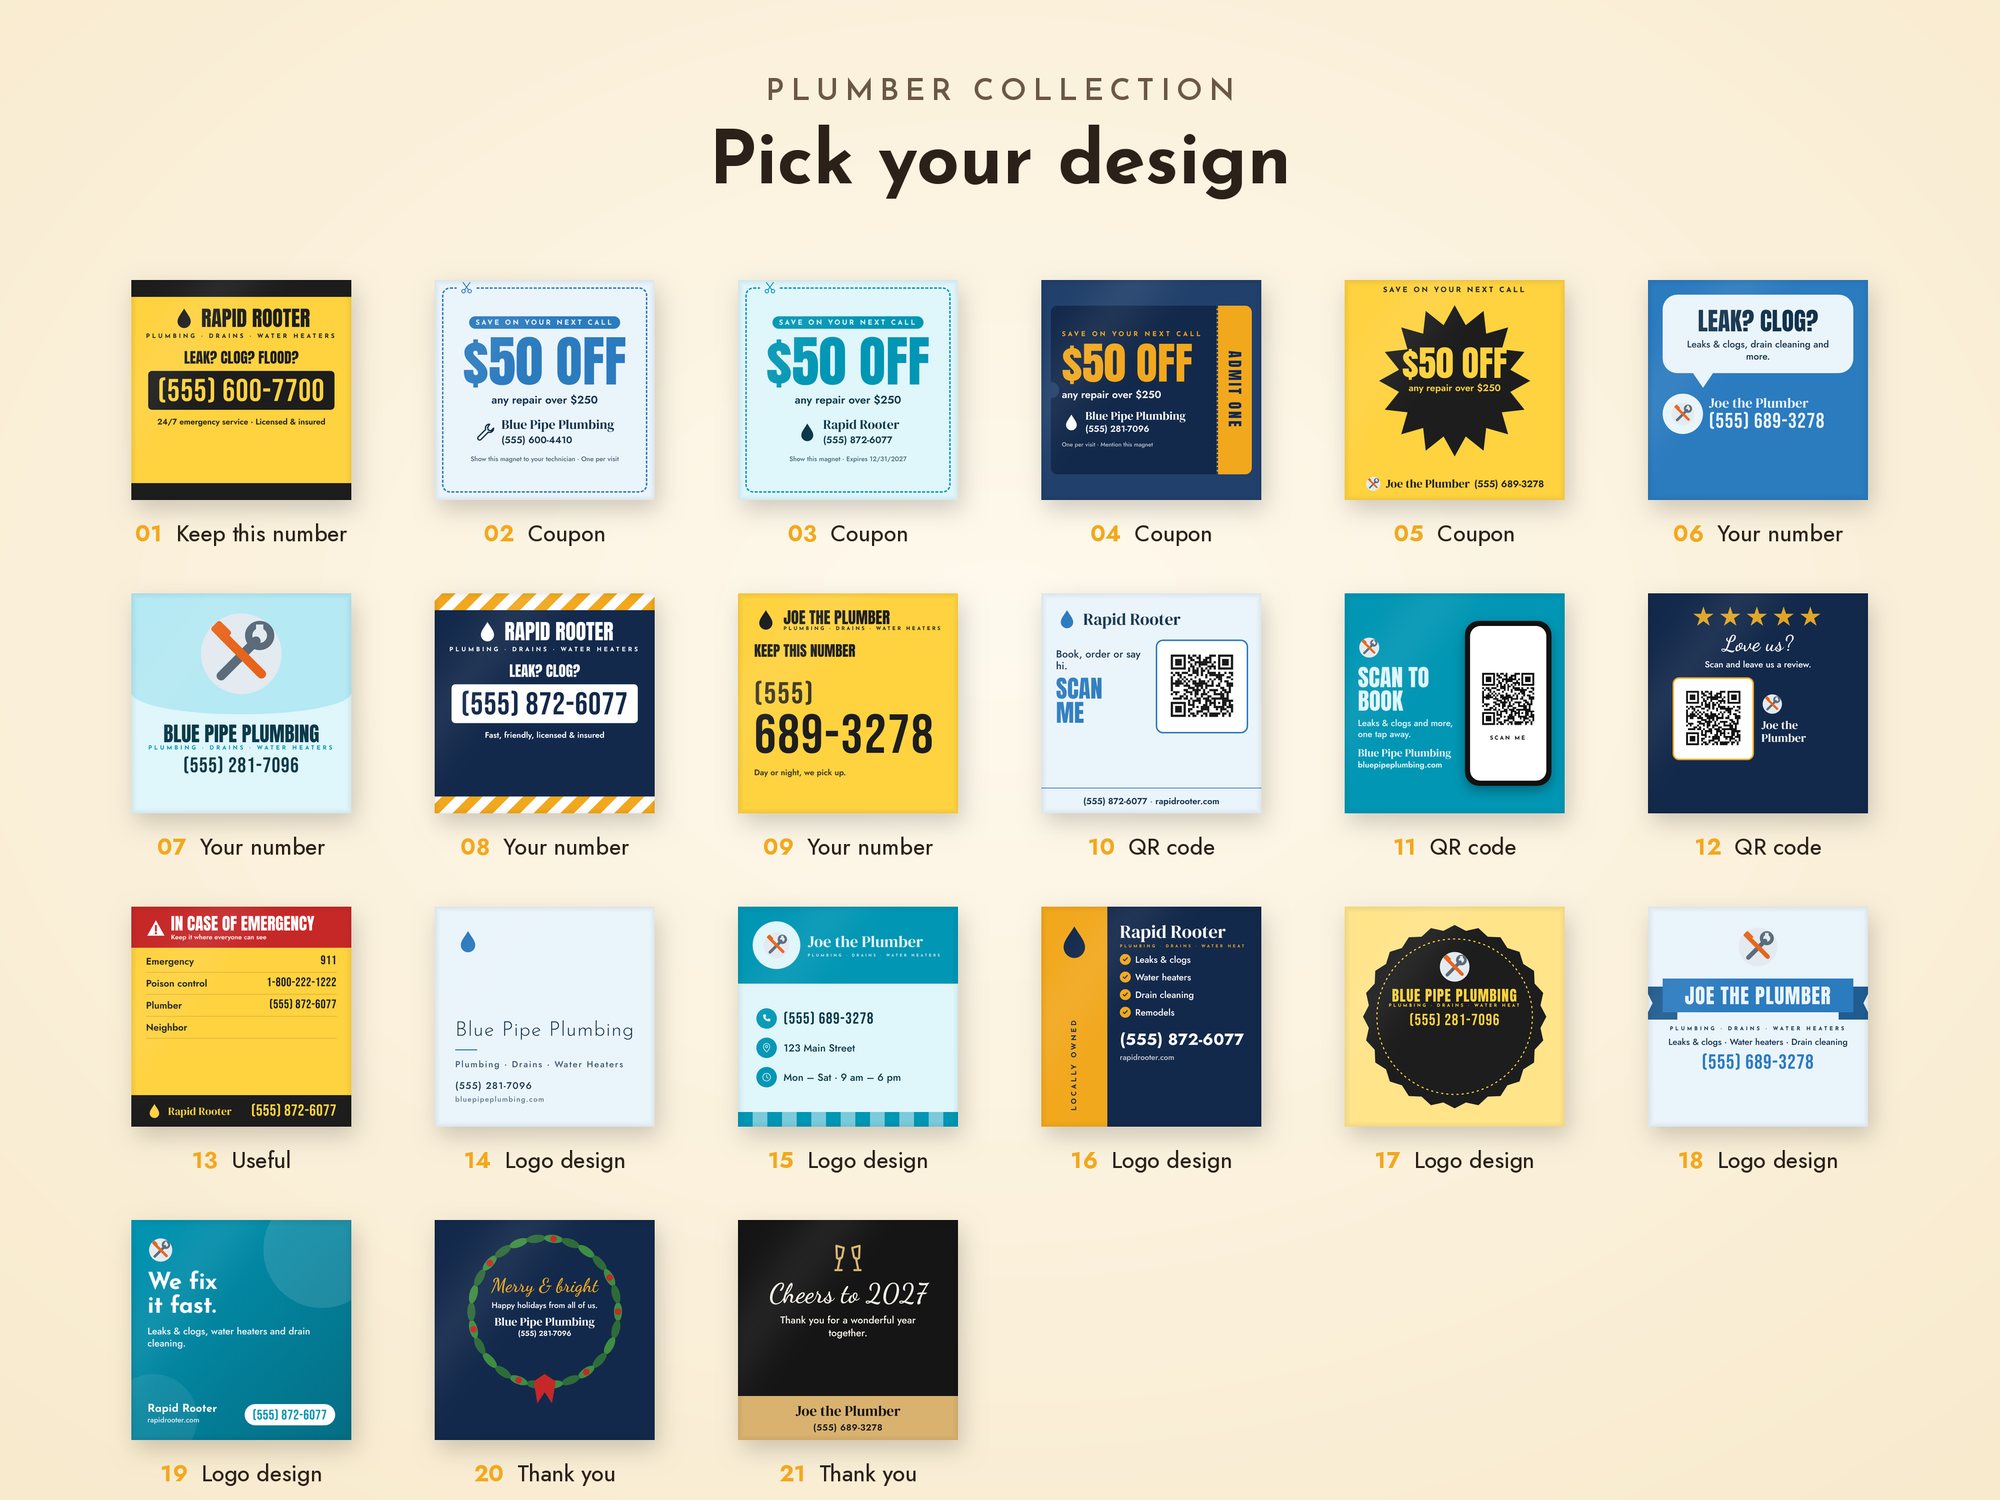 PLUMBER COLLECTION
Pick your design
RAPID ROOTER
PLUMBING · DRAINS · WATER HEATERS
LEAK? CLOG? FLOOD?
(555) 600-7700
24/7 emergency service · Licensed & insured
01 Keep this number
SAVE ON YOUR NEXT CALL
$50 OFF
any repair over $250
Blue Pipe Plumbing
(555) 600-4410
Show this magnet to your technician · One per visit
02 Coupon
SAVE ON YOUR NEXT CALL
$50 OFF
any repair over $250
Rapid Rooter
(555) 872-6077
Show this magnet · Expires 12/31/2027
03 Coupon
SAVE ON YOUR NEXT CALL
$50 OFF
any repair over $250
Blue Pipe Plumbing
(555) 281-7096
One per visit · Mention this magnet
ADMIT ONE
04 Coupon
SAVE ON YOUR NEXT CALL
$50 OFF
any repair over $250
Joe the Plumber (555) 689-3278
05 Coupon
LEAK? CLOG?
Leaks & clogs, drain cleaning and
more.
Joe the Plumber
(555) 689-3278
06 Your number
BLUE PIPE PLUMBING
PLUMBING · DRAINS · WATER HEATERS
(555) 281-7096
07 Your number
RAPID ROOTER
PLUMBING · DRAINS · WATER HEATERS
LEAK? CLOG?
(555) 872-6077
Fast, friendly, licensed & insured
08 Your number
JOE THE PLUMBER
PLUMBING · DRAINS · WATER HEATERS
KEEP THIS NUMBER
(555)
689-3278
Day or night, we pick up.
09 Your number
Rapid Rooter
Book, order or say
hi.
SCAN
ME
(555) 872-6077 · rapidrooter.com
10 QR code
SCAN TO
BOOK
Leaks & clogs and more,
one tap away.
Blue Pipe Plumbing
bluepipeplumbing.com
SCAN ME
11 QR code
Love us?
Scan and leave us a review.
Joe the
Plumber
12 QR code
IN CASE OF EMERGENCY
Keep it where everyone can see
Emergency 911
Poison control 1-800-222-1222
Plumber (555) 872-6077
Neighbor
Rapid Rooter (555) 872-6077
13 Useful
Blue Pipe Plumbing
Plumbing · Drains · Water Heaters
(555) 281-7096
bluepipeplumbing.com
14 Logo design
Joe the Plumber
PLUMBING · DRAINS · WATER HEATERS
(555) 689-3278
123 Main Street
Mon – Sat · 9 am – 6 pm
15 Logo design
LOCALLY OWNED
Rapid Rooter
PLUMBING · DRAINS · WATER HEAT
Leaks & clogs
Water heaters
Drain cleaning
Remodels
(555) 872-6077
rapidrooter.com
16 Logo design
BLUE PIPE PLUMBING
PLUMBING · DRAINS · WATER HEAT
(555) 281-7096
17 Logo design
JOE THE PLUMBER
PLUMBING · DRAINS · WATER HEATERS
Leaks & clogs · Water heaters · Drain cleaning
(555) 689-3278
18 Logo design
We fix
it fast.
Leaks & clogs, water heaters and drain
cleaning.
Rapid Rooter
rapidrooter.com
(555) 872-6077
19 Logo design
Merry & bright
Happy holidays from all of us.
Blue Pipe Plumbing
(555) 281-7096
20 Thank you
Cheers to 2027
Thank you for a wonderful year
together.
Joe the Plumber
(555) 689-3278
21 Thank you